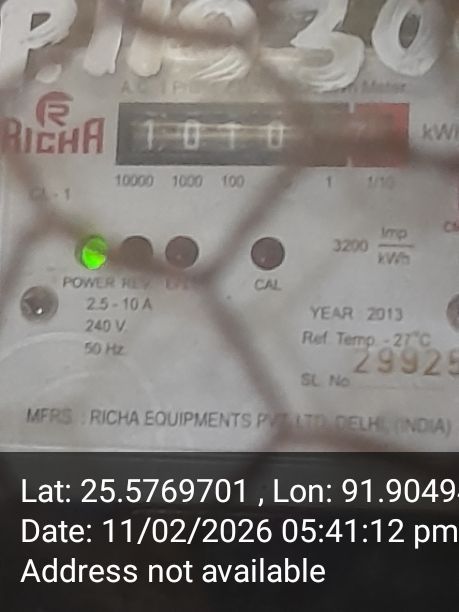 P.1193
A.C.
Meter
RICHA
1 0 1 0
kWh
10000 1000 100 1 1/10
CL - 1
3200 Imp
kWh
POWER REV. CAL
2.5 - 10 A
240 V.
50 Hz
YEAR 2013
Ref. Temp. - 27°C
29925
SL. No.
MFRS. : RICHA EQUIPMENTS PVT. LTD. DELHI, (INDIA)
Lat: 25.5769701 , Lon: 91.9049
Date: 11/02/2026 05:41:12 pm
Address not available